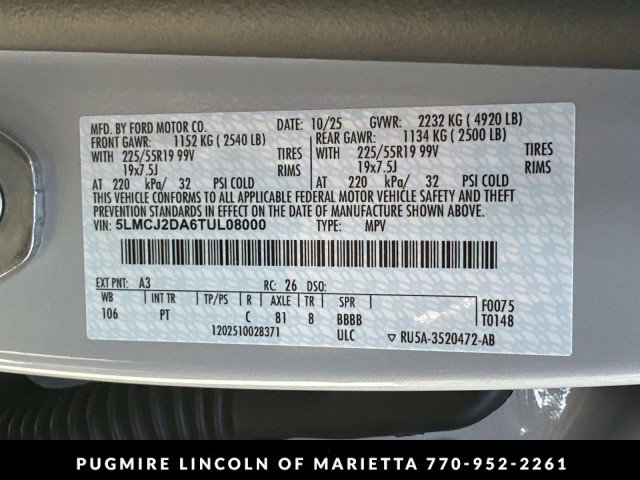 MFD. BY FORD MOTOR CO. DATE: 10/25 GVWR: 2232 KG (4920 LB)
FRONT GAWR: 1152 KG (2540 LB) REAR GAWR: 1134 KG (2500 LB)
WITH 225/55R19 99V TIRES WITH 225/55R19 99V TIRES
19x7.5J RIMS 19x7.5J RIMS
AT 220 kPa/ 32 PSI COLD AT 220 kPa/ 32 PSI COLD
THIS VEHICLE CONFORMS TO ALL APPLICABLE FEDERAL MOTOR VEHICLE SAFETY AND THEFT
PREVENTION STANDARDS IN EFFECT ON THE DATE OF MANUFACTURE SHOWN ABOVE.
VIN: 5LMCJ2DA6TUL08000 TYPE: MPV
EXT PNT: A3 RC: 26 DSO:
WB INT TR TP/PS R AXLE TR SPR F0075
106 PT C 81 8 BBBB T0148
1202510028371 ULC ▽ RU5A-3520472-AB
PUGMIRE LINCOLN OF MARIETTA 770-952-2261